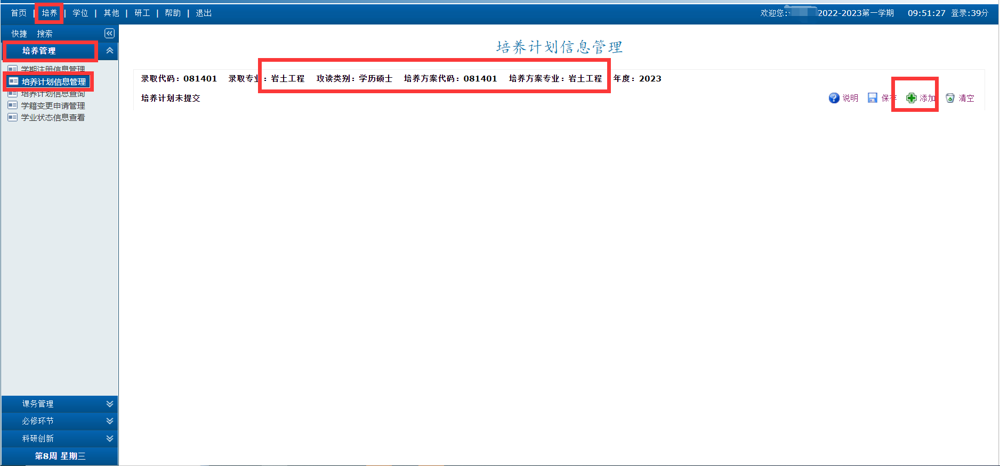 首页 | 培养 | 学位 | 其他 | 研工 | 帮助 | 退出
欢迎您: 2022-2023第一学期 09:51:27 登录:39分
快捷 搜索
培养管理
学期注册信息管理
培养计划信息管理
培养计划信息查询
学籍变更申请管理
学业状态信息查看
培养计划信息管理
录取代码：081401 录取专业：岩土工程 攻读类别：学历硕士 培养方案代码：081401 培养方案专业：岩土工程 年度：2023
培养计划未提交
说明 保存 添加 清空
课务管理
必修环节
科研创新
第8周 星期三